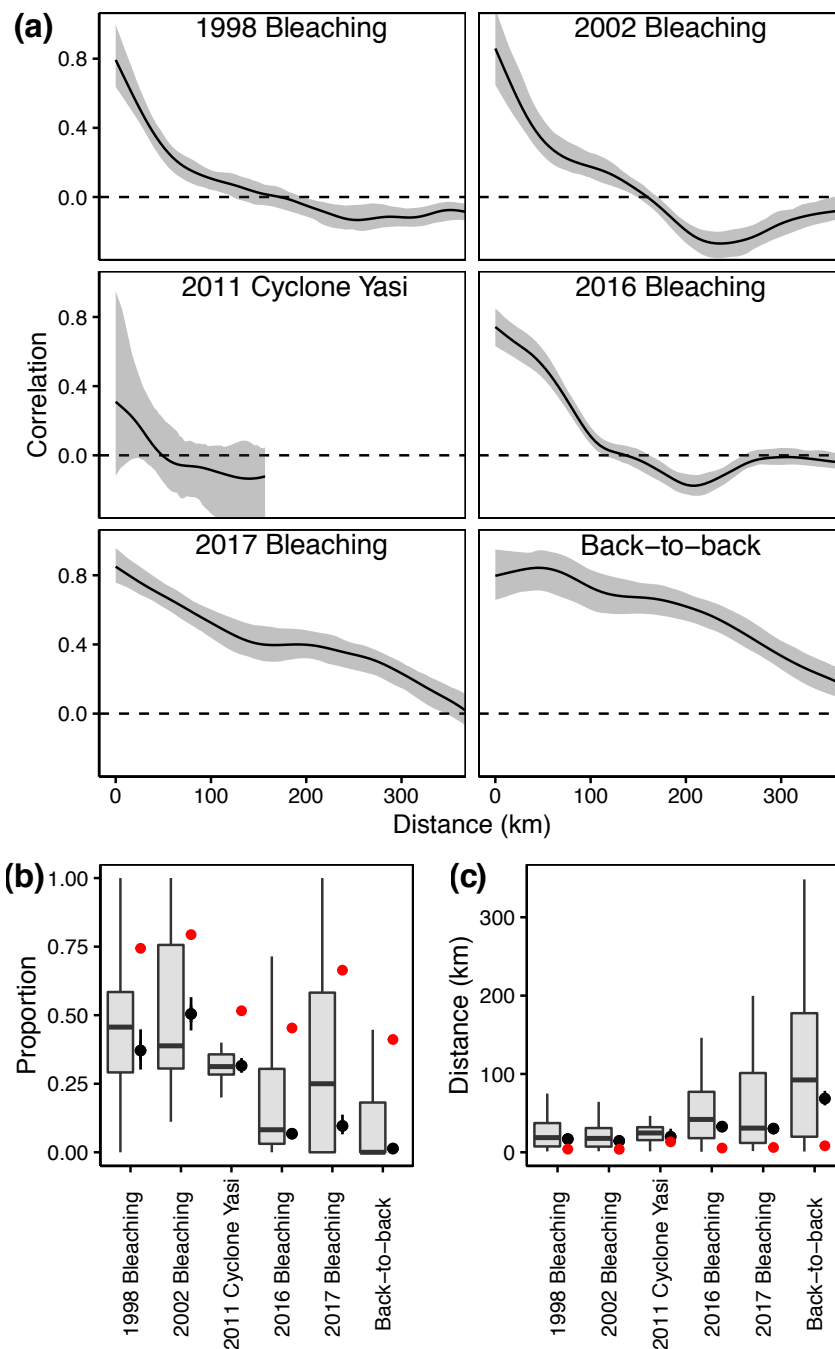 (a)
1998 Bleaching
2002 Bleaching
0.8
0.4
0.0
2011 Cyclone Yasi
2016 Bleaching
0.8
0.4
0.0
Correlation
2017 Bleaching
Back−to−back
0.8
0.4
0.0
0
100
200
300
0
100
200
300
Distance (km)
(b)
1.00
0.75
0.50
0.25
0.00
Proportion
1998 Bleaching
2002 Bleaching
2011 Cyclone Yasi
2016 Bleaching
2017 Bleaching
Back−to−back
(c)
300
200
100
0
Distance (km)
1998 Bleaching
2002 Bleaching
2011 Cyclone Yasi
2016 Bleaching
2017 Bleaching
Back−to−back